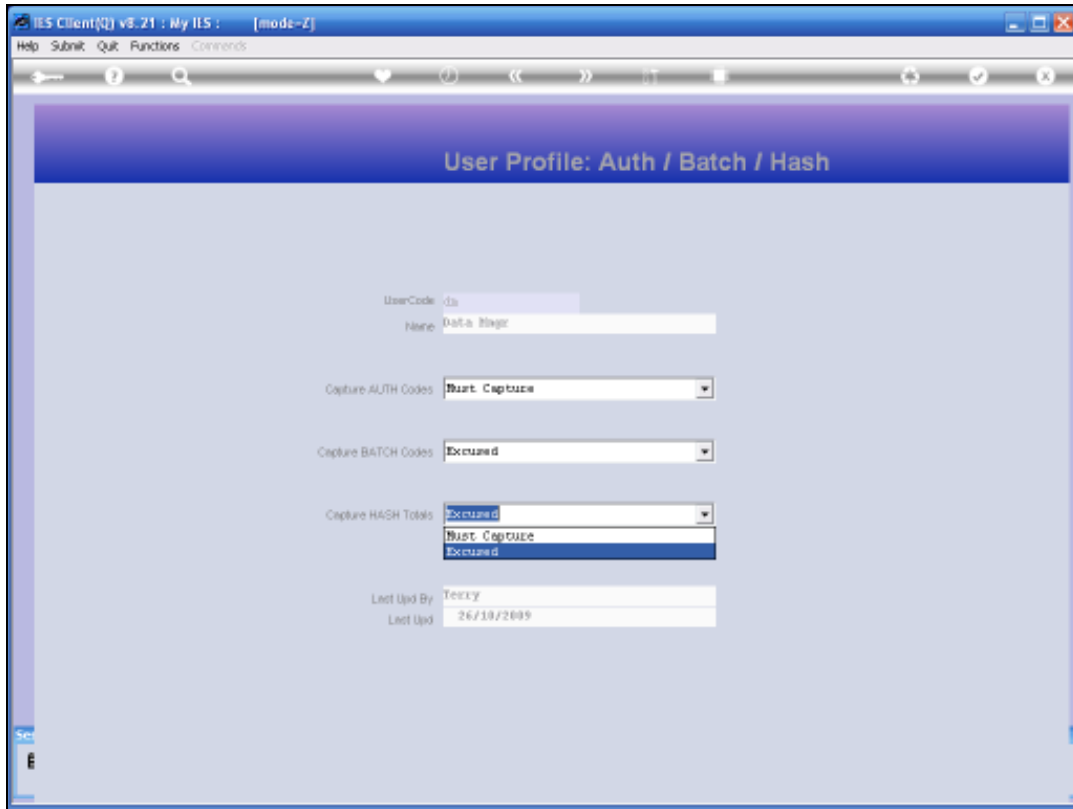 IES Client(Q) v8.21 : My IES : [mode-Z]
Help Submit Quit Functions Commends
User Profile: Auth / Batch / Hash
UserCode
Name Data Mngr
Capture AUTH Codes Must Capture
Capture BATCH Codes Excused
Capture HASH Totals Excused
Must Capture
Excused
Last Upd By Terry
Last Upd 26/10/2009